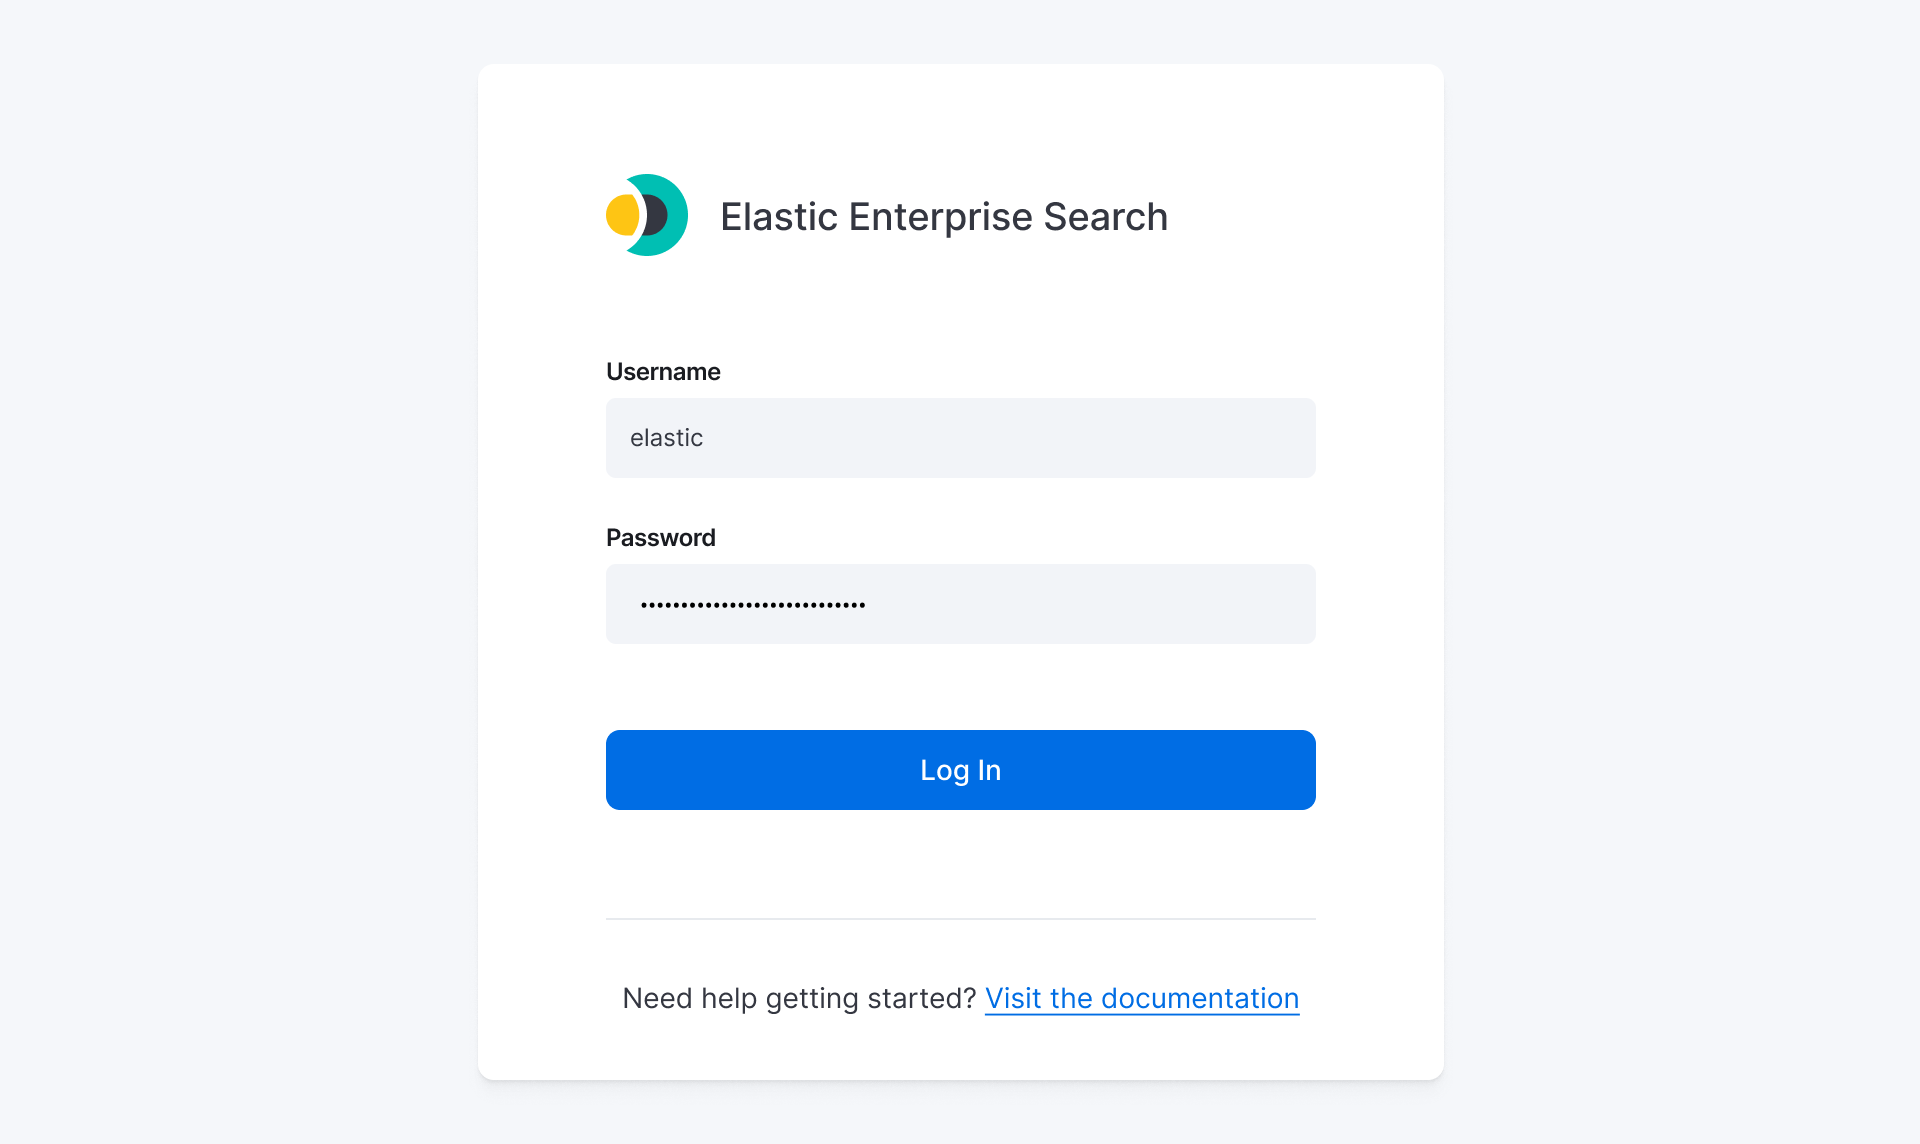 Elastic Enterprise Search
Username
elastic
Password
Log In
Need help getting started? Visit the documentation